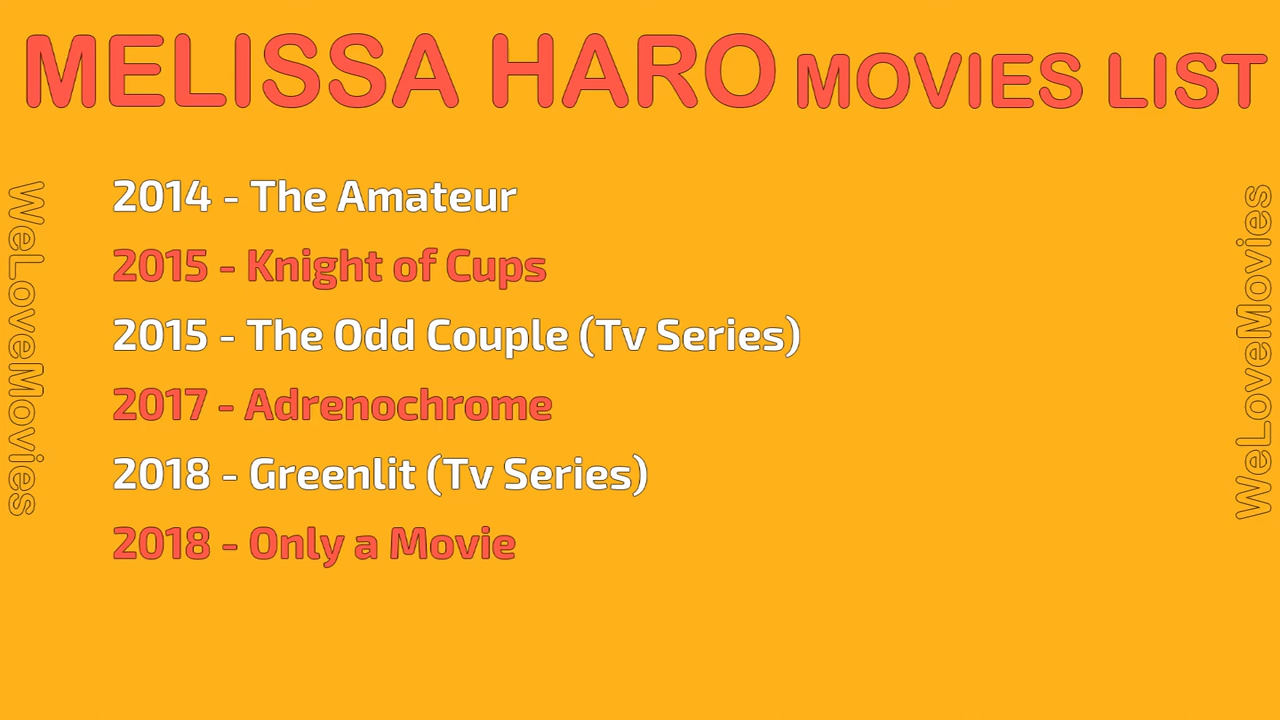 MELISSA HARO MOVIES LIST
2014 - The Amateur
2015 - Knight of Cups
2015 - The Odd Couple (Tv Series)
2017 - Adrenochrome
2018 - Greenlit (Tv Series)
2018 - Only a Movie
WeLoveMovies
WeLoveMovies